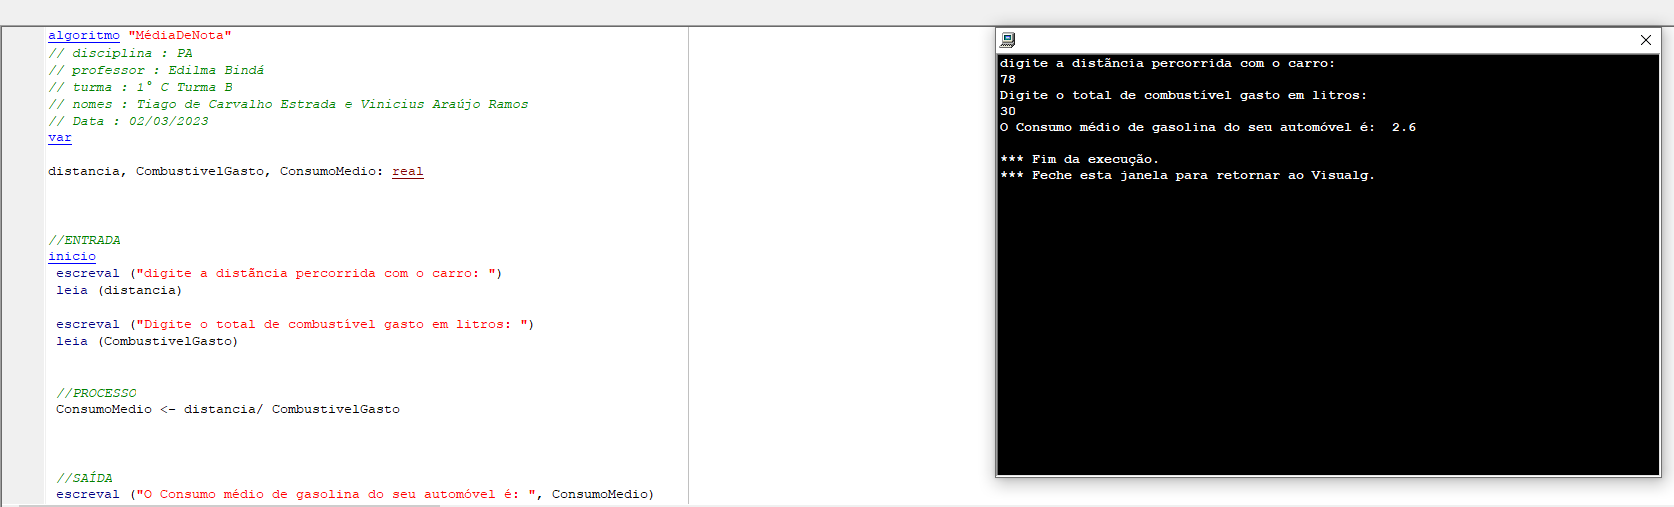 algoritmo "MédiaDeNota"
// disciplina : PA
// professor : Edilma Bindá
// turma : 1° C Turma B
// nomes : Tiago de Carvalho Estrada e Vinicius Araújo Ramos
// Data : 02/03/2023
var
distancia, CombustivelGasto, ConsumoMedio: real
//ENTRADA
inicio
escreval ("digite a distãncia percorrida com o carro: ")
leia (distancia)
escreval ("Digite o total de combustível gasto em litros: ")
leia (CombustivelGasto)
//PROCESSO
ConsumoMedio <- distancia/ CombustivelGasto
//SAÍDA
escreval ("O Consumo médio de gasolina do seu automóvel é: ", ConsumoMedio)
digite a distãncia percorrida com o carro:
78
Digite o total de combustível gasto em litros:
30
O Consumo médio de gasolina do seu automóvel é:  2.6
*** Fim da execução.
*** Feche esta janela para retornar ao Visualg.